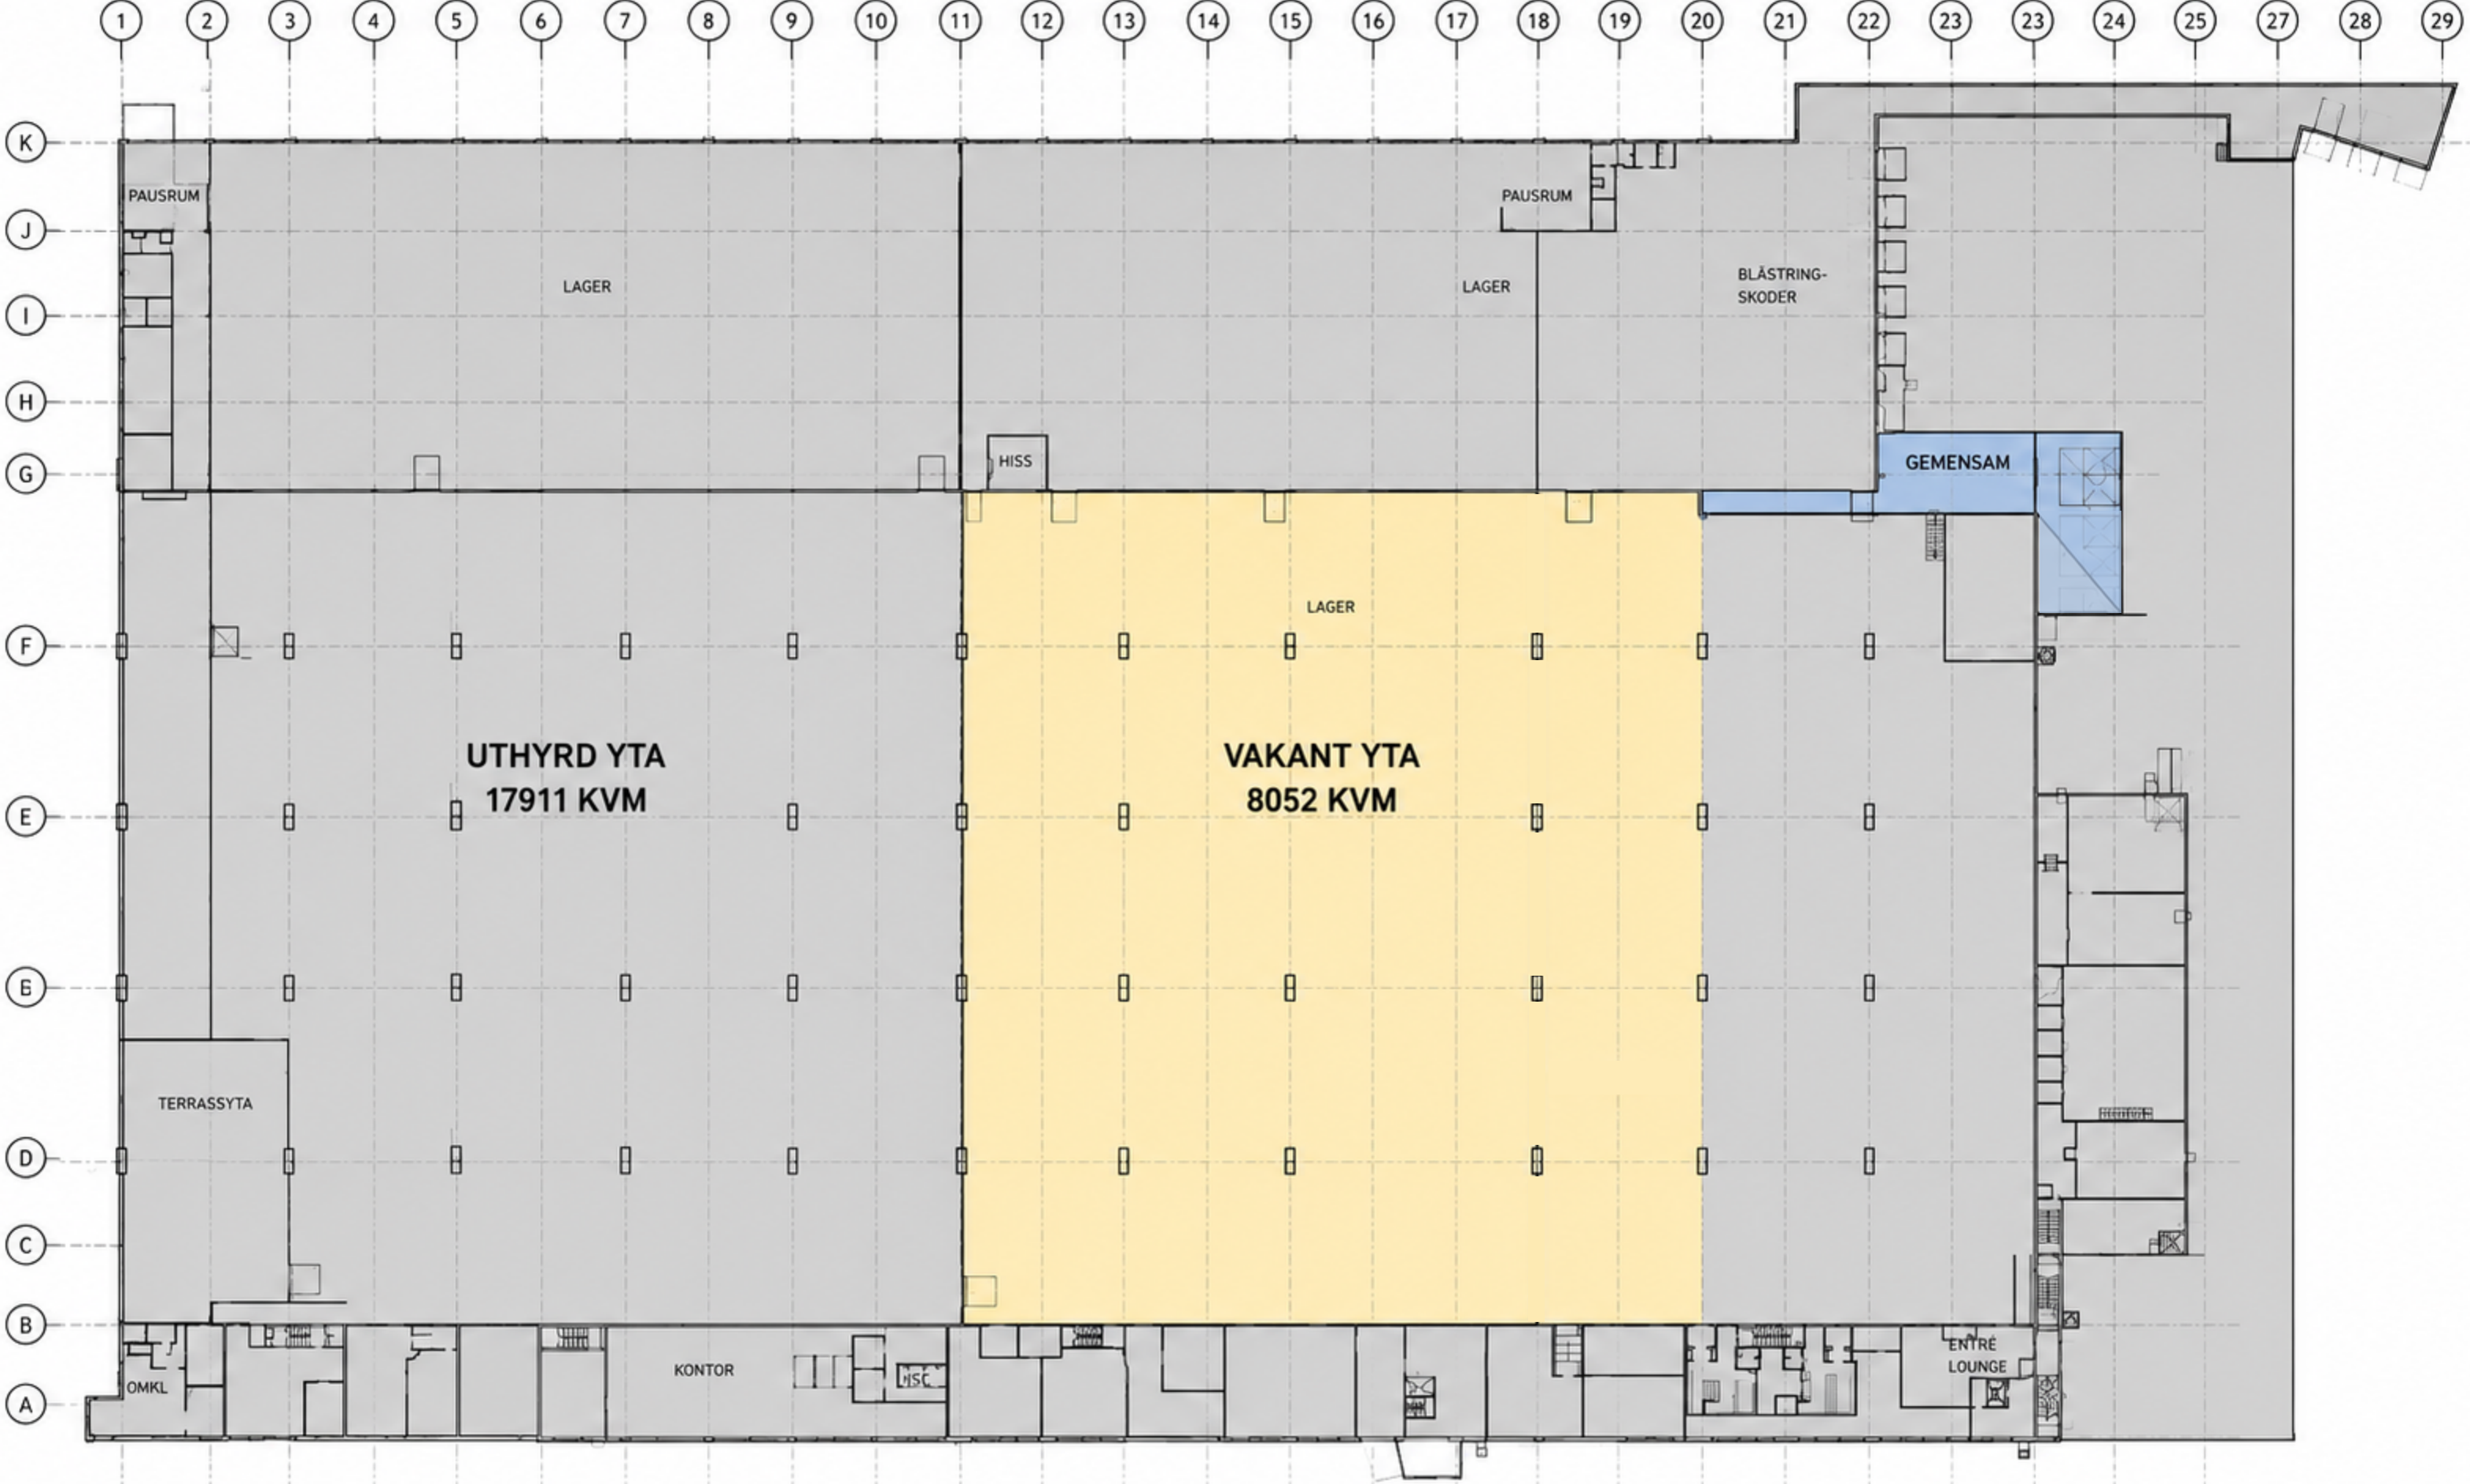 1 2 3 4 5 6 7 8 9 10 11 12 13 14 15 16 17 18 19 20 21 22 23 23 24 25 27 28 29
K
PAUSRUM
PAUSRUM
J
LAGER
LAGER
BLÄSTRING-
SKODER
I
H
G
HISS
GEMENSAM
LAGER
F
UTHYRD YTA
17911 KVM
VAKANT YTA
8052 KVM
E
TERRASSYTA
D
C
B
ENTRÉ
LOUNGE
KONTOR
OMKL
A